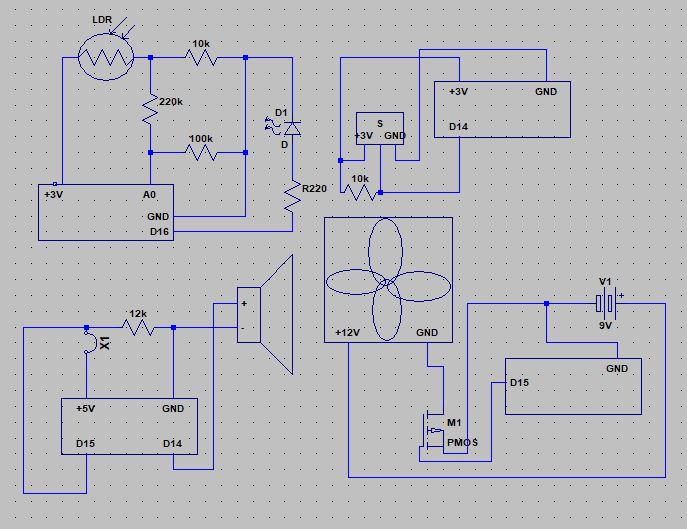 LDR
10k
220k
D1
100k
D
R220
+3V
A0
GND
D16
+3V
GND
S
+3V
GND
D14
10k
+12V
GND
V1
+
9V
GND
D15
M1
PMOS
+
-
12k
X1
+5V
GND
D15
D14